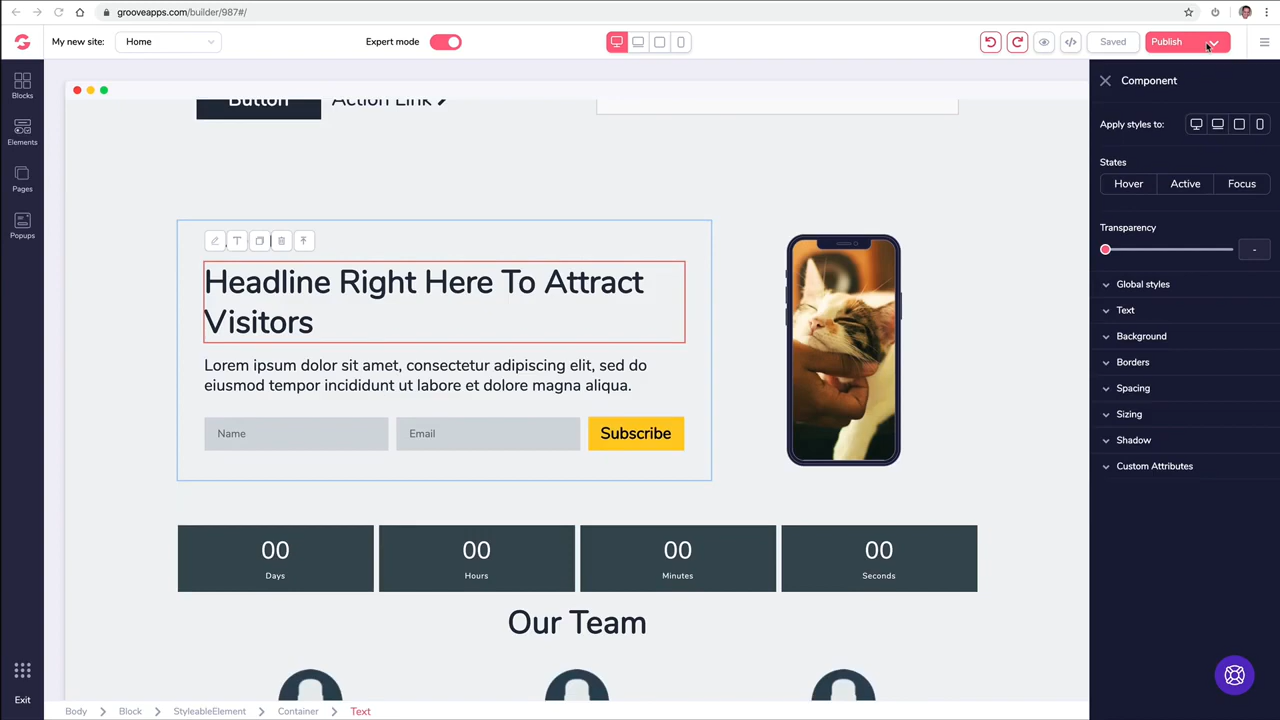 grooveapps.com/builder/987#/
My new site:
Home
Expert mode
Saved
Publish
Blocks
Elements
Pages
Popups
Exit
Button
Action Link
Headline Right Here To Attract
Visitors
Lorem ipsum dolor sit amet, consectetur adipiscing elit, sed do
eiusmod tempor incididunt ut labore et dolore magna aliqua.
Name
Email
Subscribe
00
Days
00
Hours
00
Minutes
00
Seconds
Our Team
Body
Block
StyleableElement
Container
Text
Component
Apply styles to:
States
Hover
Active
Focus
Transparency
-
Global styles
Text
Background
Borders
Spacing
Sizing
Shadow
Custom Attributes